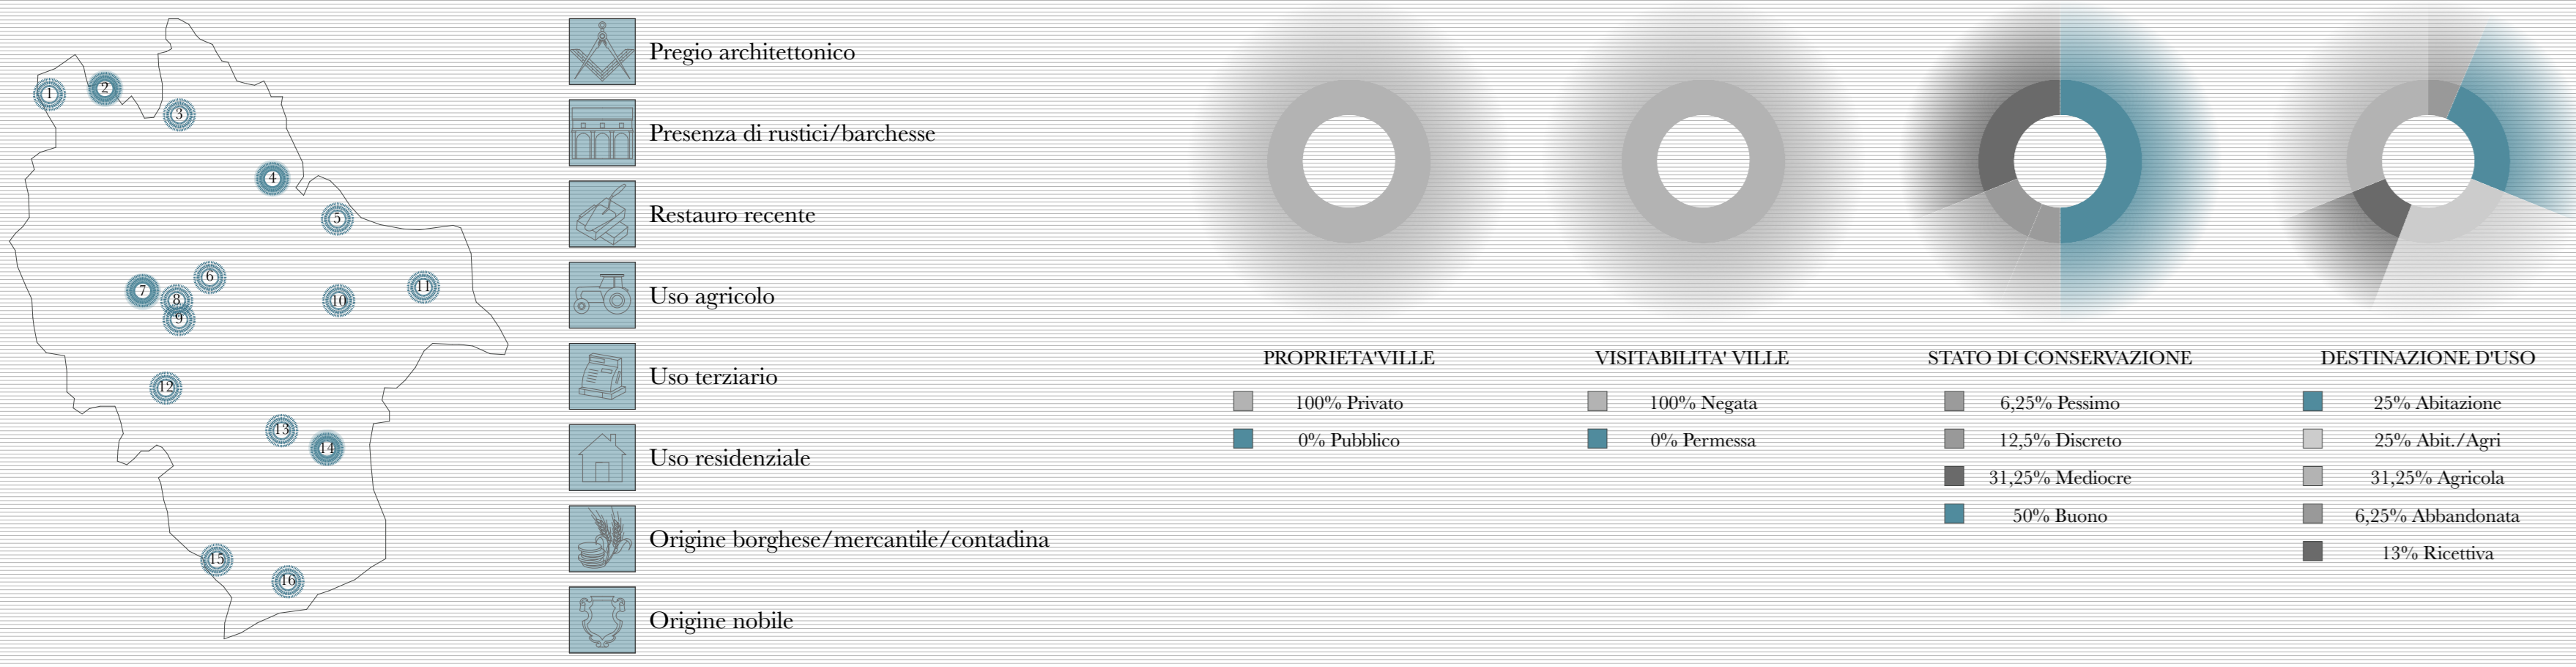 1
2
3
4
5
6
7
8
9
10
11
12
13
14
15
16
Pregio architettonico
Presenza di rustici/barchesse
Restauro recente
Uso agricolo
Uso terziario
Uso residenziale
Origine borghese/mercantile/contadina
Origine nobile
PROPRIETA'VILLE
100% Privato
0% Pubblico
VISITABILITA' VILLE
100% Negata
0% Permessa
STATO DI CONSERVAZIONE
6,25% Pessimo
12,5% Discreto
31,25% Mediocre
50% Buono
DESTINAZIONE D'USO
25% Abitazione
25% Abit./Agri
31,25% Agricola
6,25% Abbandonata
13% Ricettiva